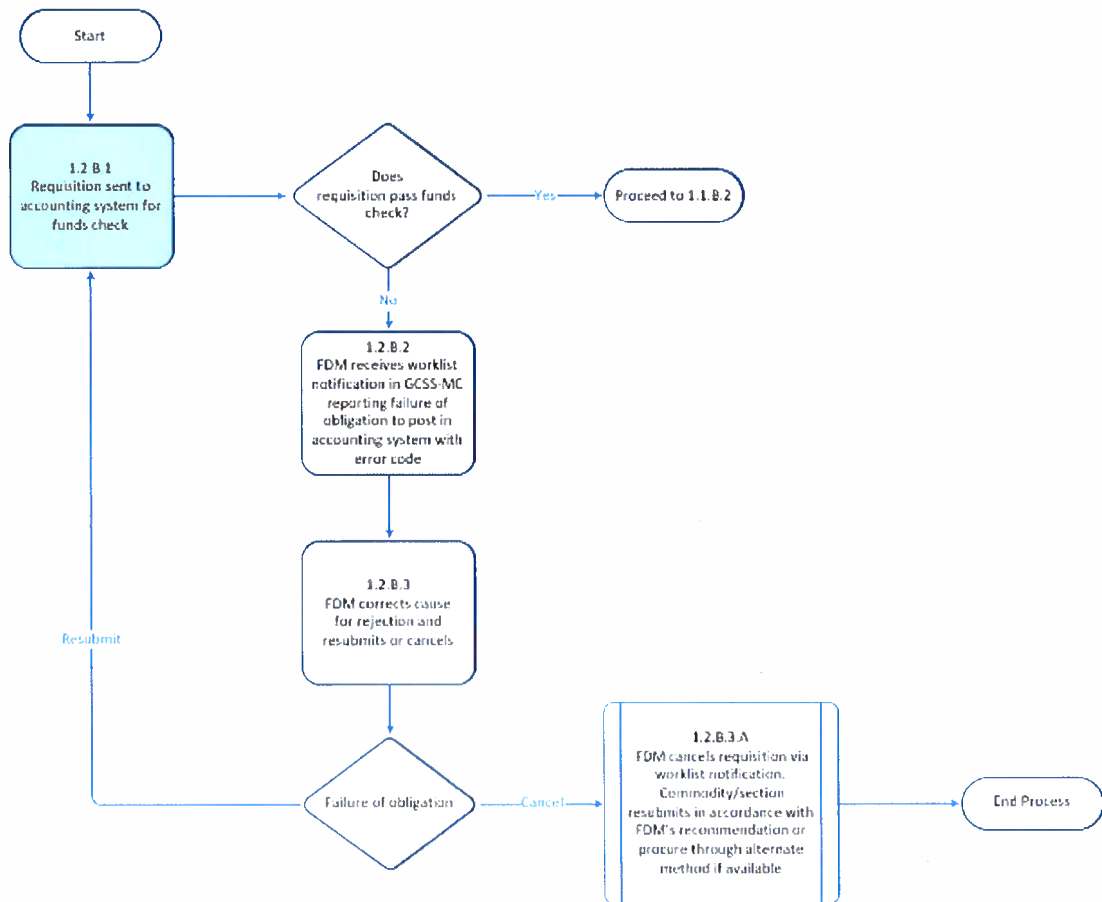 Start
1.2 B 1
Requisition sent to
accounting system for
funds check
Does
requisition pass funds
check?
Yes
Proceed to 1.1.B.2
No
1.2.B.2
FDM receives worklist
notification in GCSS-MC
reporting failure of
obligation to post in
accounting system with
error code
1.2.B.3
FDM corrects cause
for rejection and
resubmits or cancels
Resubmit
Failure of obligation
Cancel
1.2.B.3.A
FDM cancels requisition via
worklist notification.
Commodity/section
resubmits in accordance with
FDM's recommendation or
procure through alternate
method if available
End Process